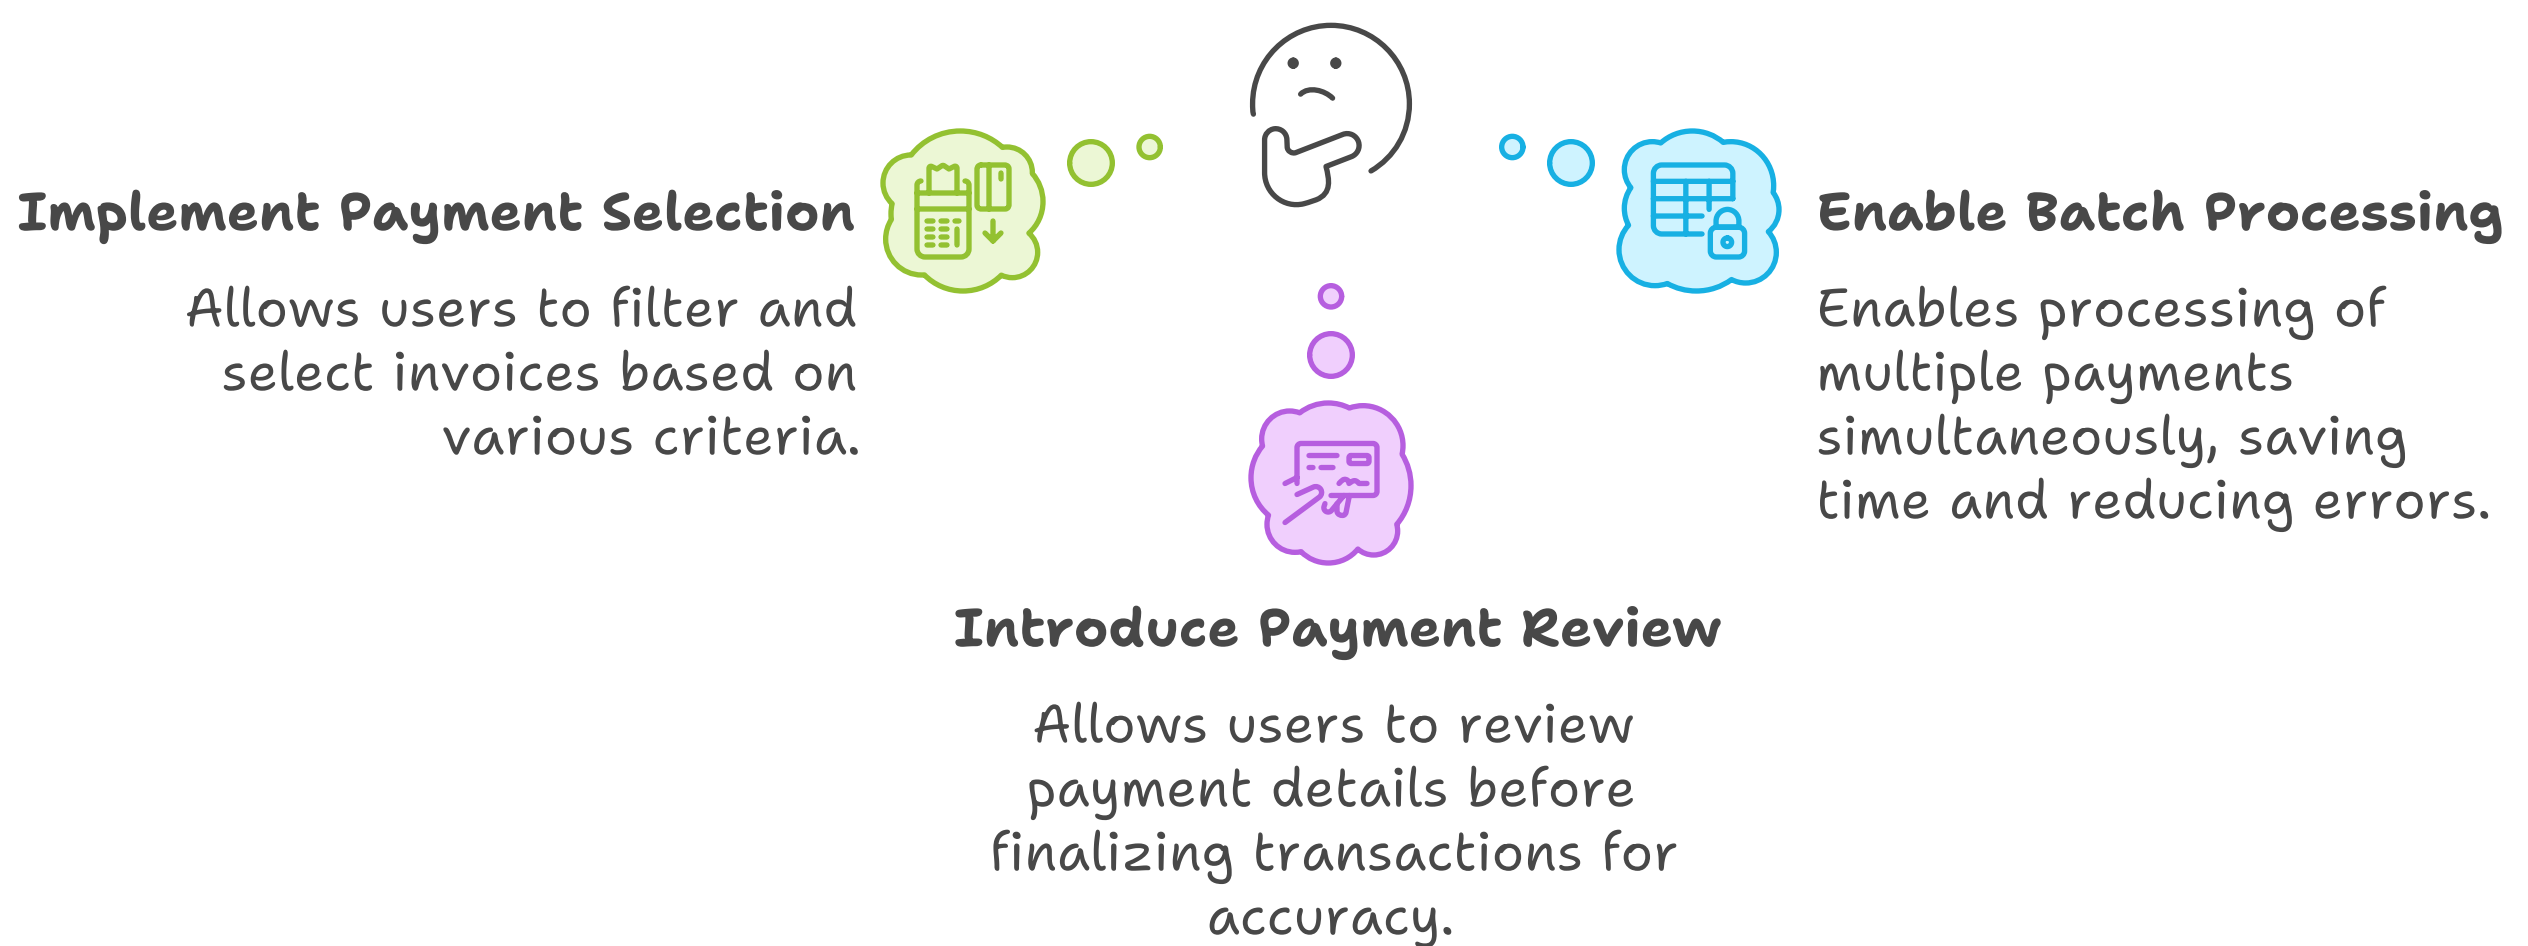 Implement Payment Selection
Allows users to filter and
select invoices based on
various criteria.
Enable Batch Processing
Enables processing of
multiple payments
simultaneously, saving
time and reducing errors.
Introduce Payment Review
Allows users to review
payment details before
finalizing transactions for
accuracy.